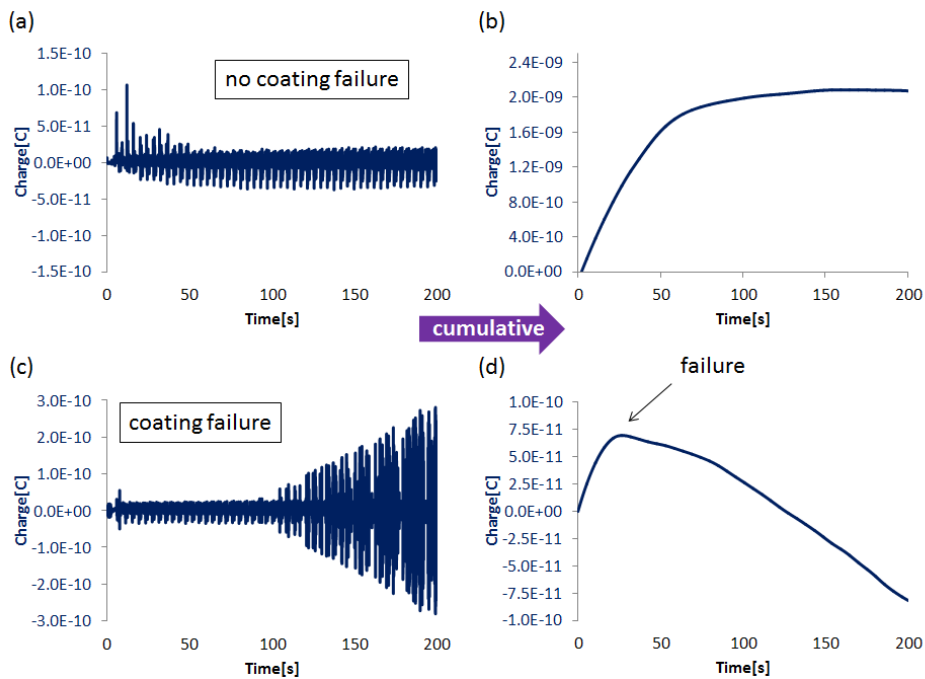 (a)
1.5E-10
1.0E-10
5.0E-11
0.0E+00
-5.0E-11
-1.0E-10
-1.5E-10
Charge[C]
no coating failure
0 50 100 150 200
Time[s]
(b)
2.4E-09
2.0E-09
1.6E-09
1.2E-09
8.0E-10
4.0E-10
0.0E+00
Charge[C]
0 50 100 150 200
Time[s]
cumulative
(c)
3.0E-10
2.0E-10
1.0E-10
0.0E+00
-1.0E-10
-2.0E-10
-3.0E-10
Charge[C]
coating failure
0 50 100 150 200
Time[s]
(d)
failure
1.0E-10
7.5E-11
5.0E-11
2.5E-11
0.0E+00
-2.5E-11
-5.0E-11
-7.5E-11
-1.0E-10
Charge[C]
0 50 100 150 200
Time[s]